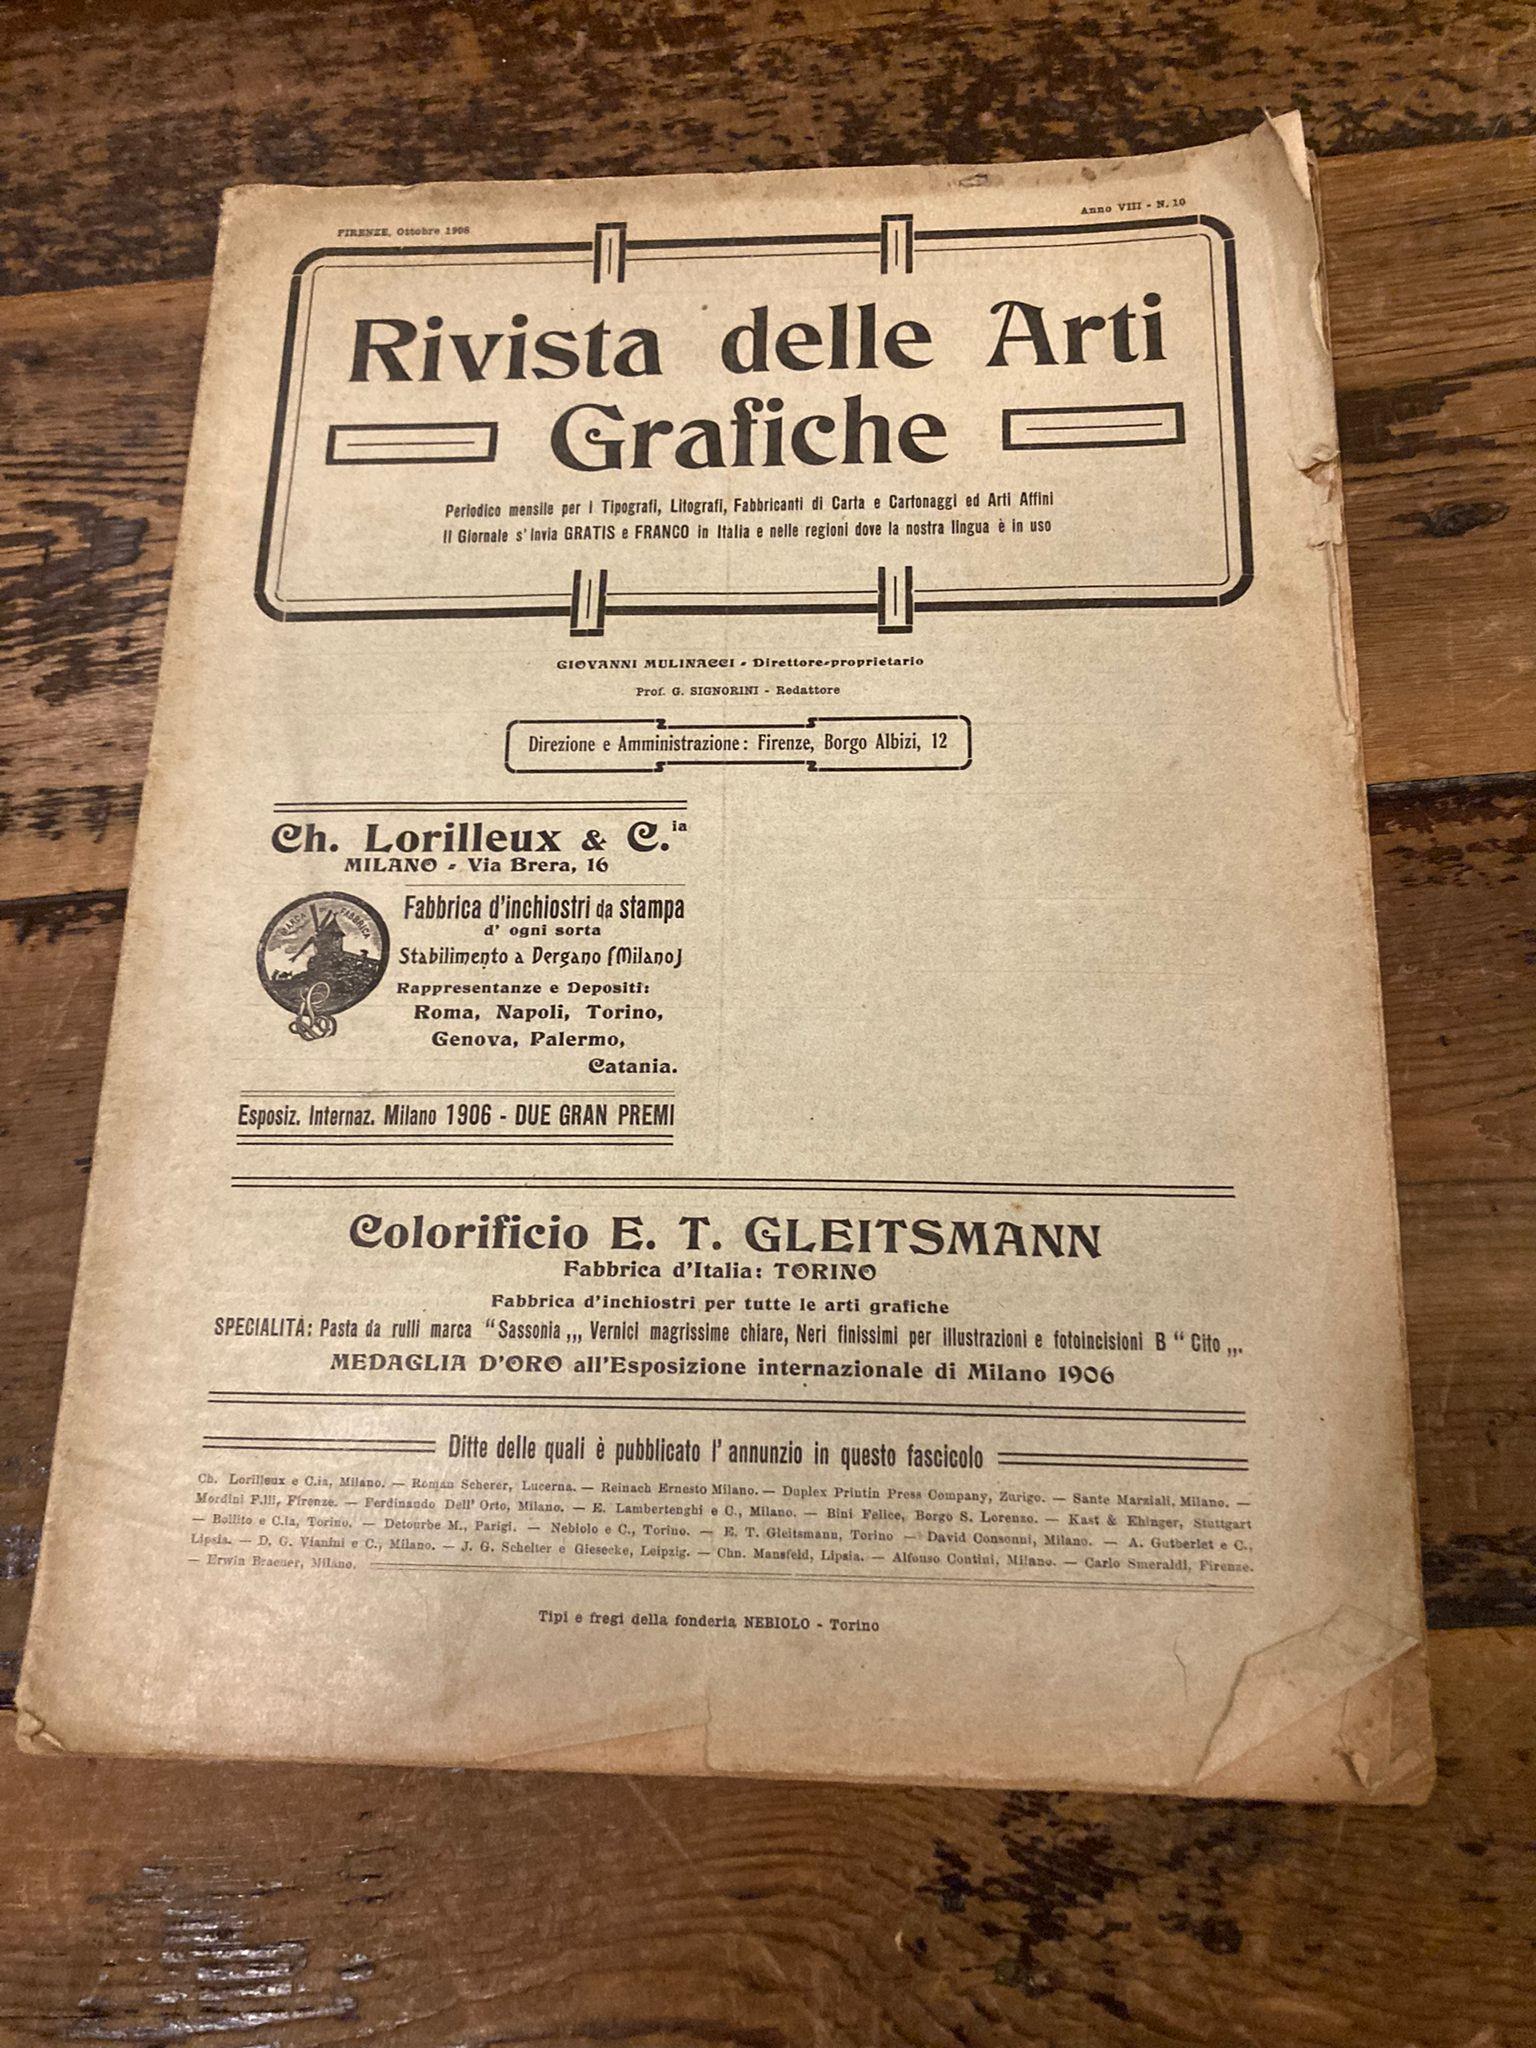 FIRENZE, Ottobre 1908
Anno VIII - N. 10
Rivista delle Arti
Grafiche
Periodico mensile per i Tipografi, Litografi, Fabbricanti di Carta e Cartonaggi ed Arti Affini
Il Giornale s'invia GRATIS e FRANCO in Italia e nelle regioni dove la nostra lingua è in uso
GIOVANNI MULINACCI - Direttore-proprietario
Prof. G. SIGNORINI - Redattore
Direzione e Amministrazione: Firenze, Borgo Albizi, 12
Ch. Lorilleux & C.ia
MILANO - Via Brera, 16
MARCA DI FABBRICA
Fabbrica d'inchiostri da stampa
d' ogni sorta
Stabilimento a Dergano (Milano)
Rappresentanze e Depositi:
Roma, Napoli, Torino,
Genova, Palermo,
Catania.
Esposiz. Internaz. Milano 1906 - DUE GRAN PREMI
Colorificio E. T. GLEITSMANN
Fabbrica d'Italia: TORINO
Fabbrica d'inchiostri per tutte le arti grafiche
SPECIALITÀ: Pasta da rulli marca “Sassonia„, Vernici magrissime chiare, Neri finissimi per illustrazioni e fotoincisioni B “Cito„.
MEDAGLIA D'ORO all'Esposizione internazionale di Milano 1906
Ditte delle quali è pubblicato l'annunzio in questo fascicolo
Ch. Lorilleux e C.ia, Milano. — Roman Scherer, Lucerna. — Reinach Ernesto Milano. — Duplex Printin Press Company, Zurigo. — Sante Marziali, Milano. —
Mordini F.lli, Firenze. — Ferdinando Dell' Orto, Milano. — E. Lambertenghi e C., Milano. — Bini Felice, Borgo S. Lorenzo. — Kast & Ehinger, Stuttgart
— Bollito e C.ia, Torino. — Detourbe M., Parigi. — Nebiolo e C., Torino. — E. T. Gleitsmann, Torino — David Consonni, Milano. — A. Gutberlet e C.,
Lipsia. — D. G. Vianini e C., Milano. — J. G. Schelter e Giesecke, Leipzig. — Chn. Mansfeld, Lipsia. — Alfonso Contini, Milano. — Carlo Smeraldi, Firenze.
— Erwin Braeuer, Milano.
Tipi e fregi della fonderia NEBIOLO - Torino